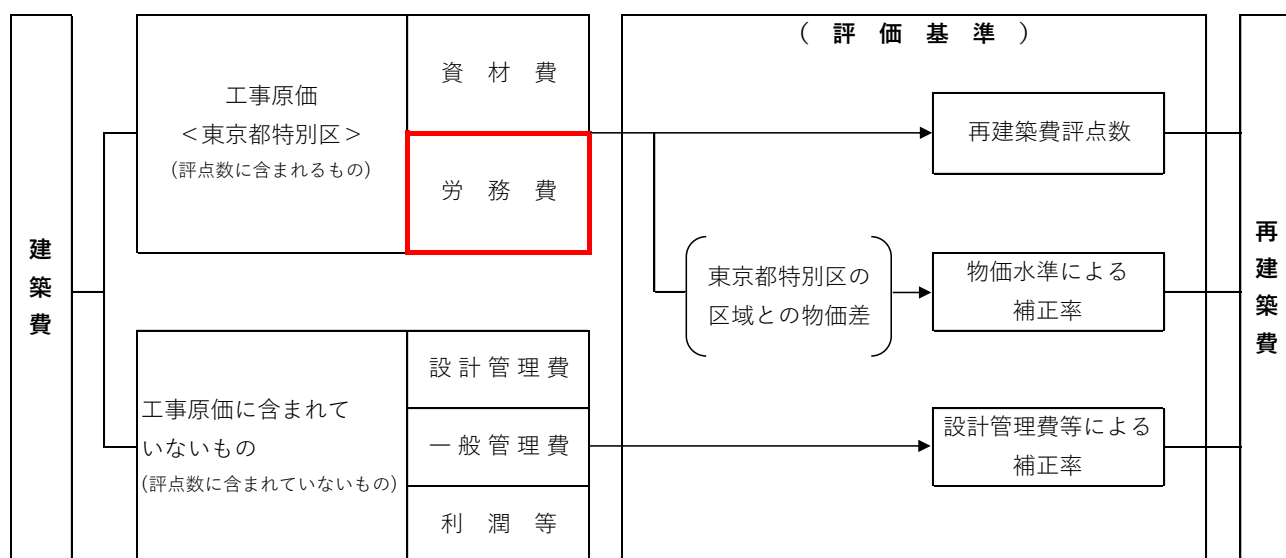 建築費
工事原価
＜東京都特別区＞
(評点数に含まれるもの)
資材費
労務費
工事原価に含まれて
いないもの
(評点数に含まれていないもの)
設計管理費
一般管理費
利潤等
（評価基準）
再建築費評点数
東京都特別区の
区域との物価差
物価水準による
補正率
設計管理費等による
補正率
再建築費